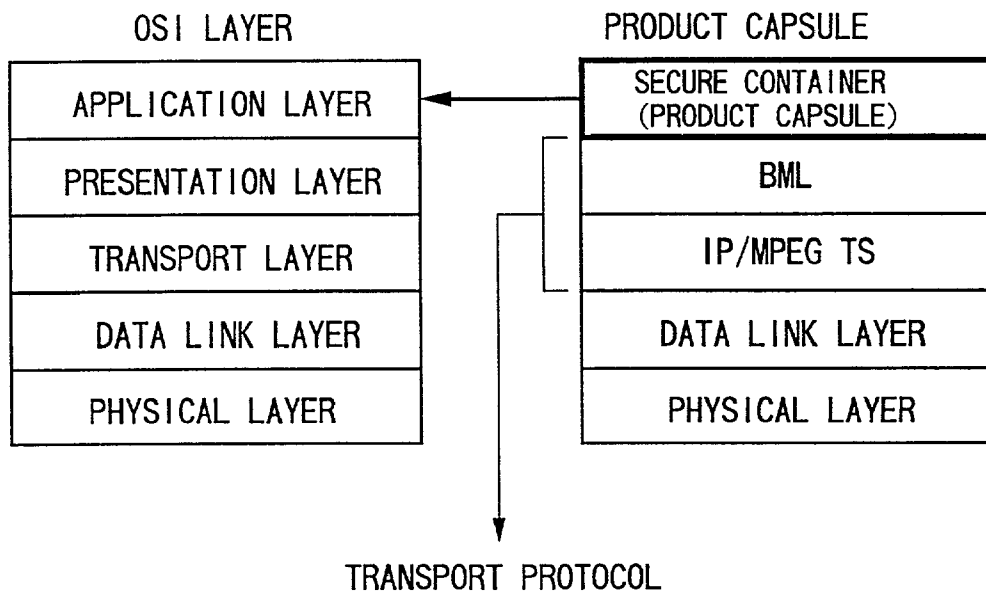 OSI LAYER
APPLICATION LAYER
PRESENTATION LAYER
TRANSPORT LAYER
DATA LINK LAYER
PHYSICAL LAYER
PRODUCT CAPSULE
SECURE CONTAINER
(PRODUCT CAPSULE)
BML
IP/MPEG TS
DATA LINK LAYER
PHYSICAL LAYER
TRANSPORT PROTOCOL